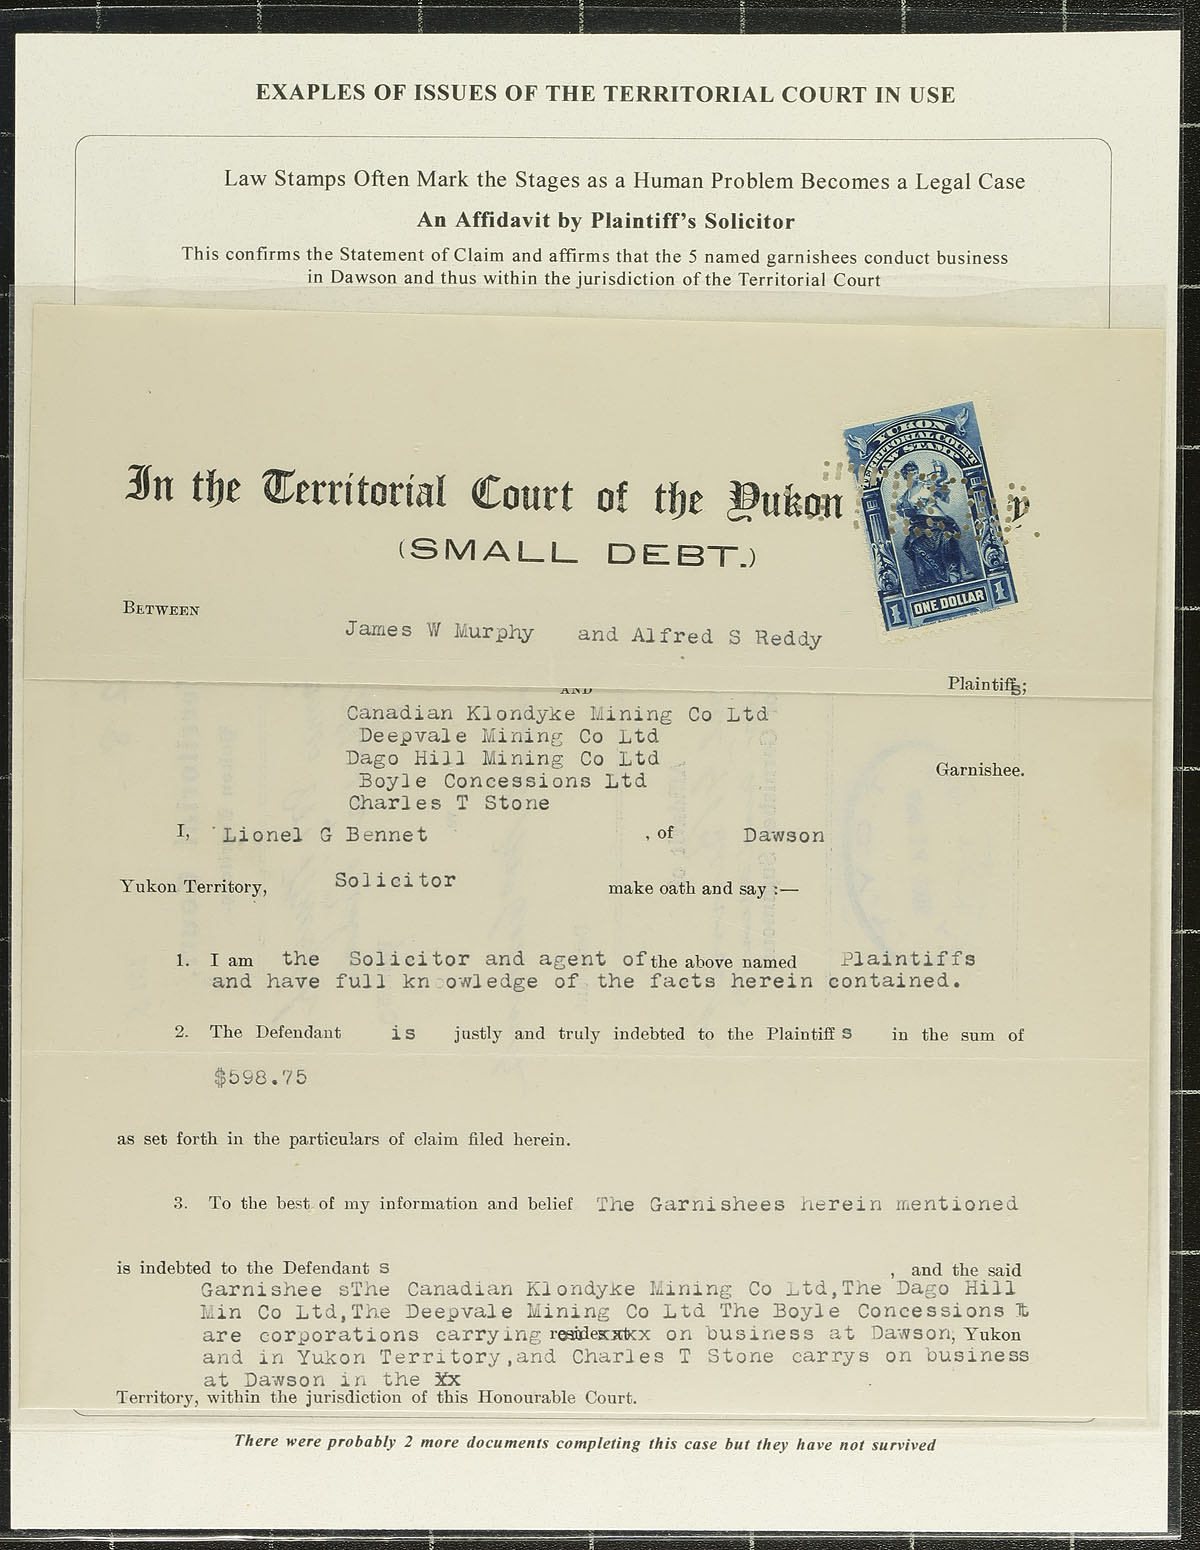 EXAPLES OF ISSUES OF THE TERRITORIAL COURT IN USE
Law Stamps Often Mark the Stages as a Human Problem Becomes a Legal Case
An Affidavit by Plaintiff's Solicitor
This confirms the Statement of Claim and affirms that the 5 named garnishees conduct business
in Dawson and thus within the jurisdiction of the Territorial Court
YUKON
TERRITORIAL COURT
LAW STAMP
In the Territorial Court of the Yukon y
(SMALL DEBT.)
1 ONE DOLLAR 1
BETWEEN
James W Murphy and Alfred S Reddy
Plaintiffs;
AND
Canadian Klondyke Mining Co Ltd
Deepvale Mining Co Ltd
Dago Hill Mining Co Ltd
Garnishee.
Boyle Concessions Ltd
Charles T Stone
I, Lionel G Bennet , of Dawson
Yukon Territory, Solicitor make oath and say :—
1. I am the Solicitor and agent of the above named Plaintiffs
and have full kn owledge of the facts herein contained.
2. The Defendant is justly and truly indebted to the Plaintiff s in the sum of
$598.75
as set forth in the particulars of claim filed herein.
3. To the best of my information and belief The Garnishees herein mentioned
is indebted to the Defendant s , and the said
Garnishee sThe Canadian Klondyke Mining Co Ltd,The Dago Hill
Min Co Ltd,The Deepvale Mining Co Ltd The Boyle Concessions lt
are corporations carrying on business at Dawson, Yukon
and in Yukon Territory,and Charles T Stone carrys on business
at Dawson in the
Territory, within the jurisdiction of this Honourable Court.
There were probably 2 more documents completing this case but they have not survived